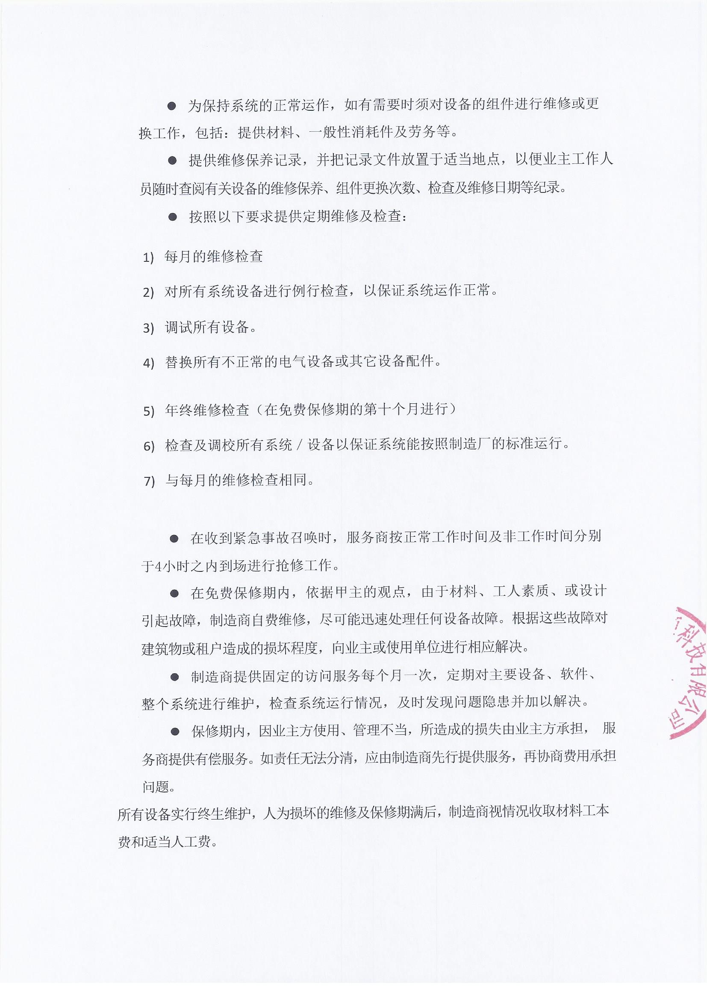 ● 为保持系统的正常运作，如有需要时须对设备的组件进行维修或更
换工作，包括：提供材料、一般性消耗件及劳务等。
● 提供维修保养记录，并把记录文件放置于适当地点，以便业主工作人
员随时查阅有关设备的维修保养、组件更换次数、检查及维修日期等纪录。
● 按照以下要求提供定期维修及检查：
1) 每月的维修检查
2) 对所有系统设备进行例行检查，以保证系统运作正常。
3) 调试所有设备。
4) 替换所有不正常的电气设备或其它设备配件。
5) 年终维修检查（在免费保修期的第十个月进行）
6) 检查及调校所有系统／设备以保证系统能按照制造厂的标准运行。
7) 与每月的维修检查相同。
● 在收到紧急事故召唤时，服务商按正常工作时间及非工作时间分别
于4小时之内到场进行抢修工作。
● 在免费保修期内，依据甲主的观点，由于材料、工人素质、或设计
引起故障，制造商自费维修，尽可能迅速处理任何设备故障。根据这些故障对
建筑物或租户造成的损坏程度，向业主或使用单位进行相应解决。
● 制造商提供固定的访问服务每个月一次，定期对主要设备、软件、
整个系统进行维护，检查系统运行情况，及时发现问题隐患并加以解决。
● 保修期内，因业主方使用、管理不当，所造成的损失由业主方承担， 服
务商提供有偿服务。如责任无法分清，应由制造商先行提供服务，再协商费用承担
问题。
所有设备实行终生维护，人为损坏的维修及保修期满后，制造商视情况收取材料工本
费和适当人工费。
科技有限公司